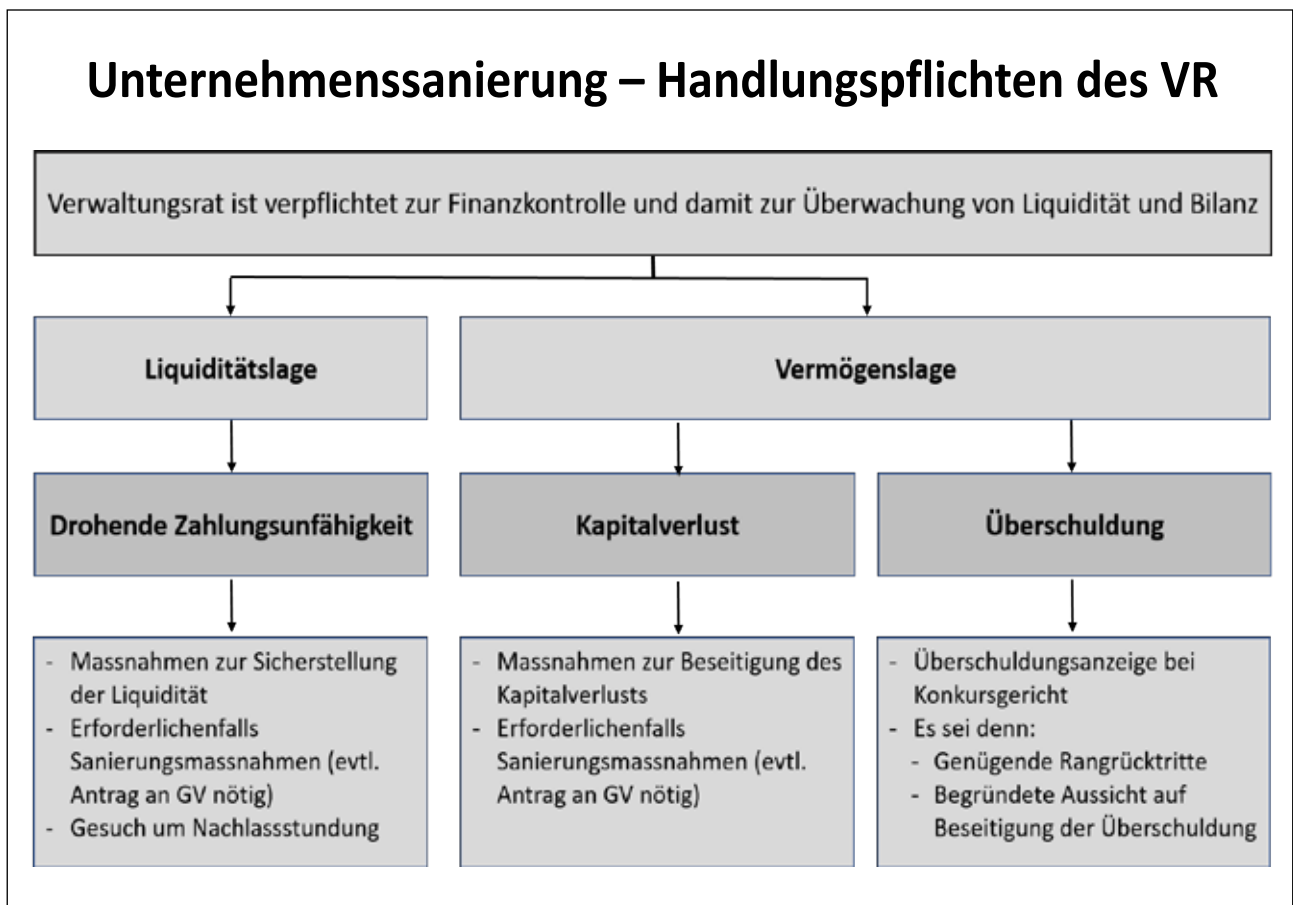 Unternehmenssanierung – Handlungspflichten des VR
Verwaltungsrat ist verpflichtet zur Finanzkontrolle und damit zur Überwachung von Liquidität und Bilanz
Liquiditätslage
Vermögenslage
Drohende Zahlungsunfähigkeit
Kapitalverlust
Überschuldung
- Massnahmen zur Sicherstellung
der Liquidität
- Erforderlichenfalls
Sanierungsmassnahmen (evtl.
Antrag an GV nötig)
- Gesuch um Nachlassstundung
- Massnahmen zur Beseitigung des
Kapitalverlusts
- Erforderlichenfalls
Sanierungsmassnahmen (evtl.
Antrag an GV nötig)
- Überschuldungsanzeige bei
Konkursgericht
- Es sei denn:
- Genügende Rangrücktritte
- Begründete Aussicht auf
Beseitigung der Überschuldung